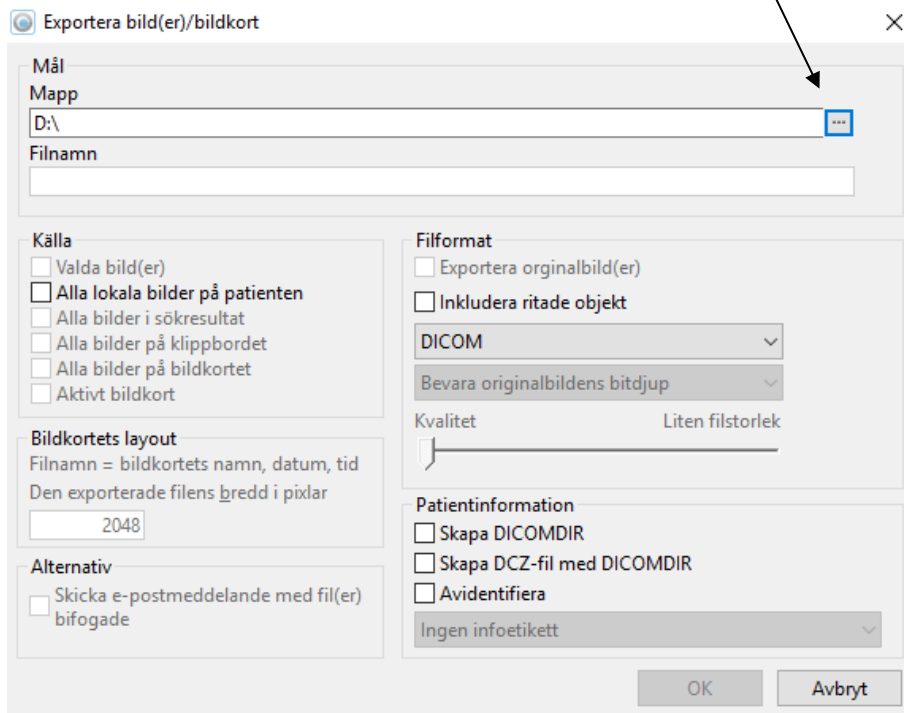 Exportera bild(er)/bildkort
Mål
Mapp
D:\
...
Filnamn
Källa
Valda bild(er)
Alla lokala bilder på patienten
Alla bilder i sökresultat
Alla bilder på klippbordet
Alla bilder på bildkortet
Aktivt bildkort
Bildkortets layout
Filnamn = bildkortets namn, datum, tid
Den exporterade filens bredd i pixlar
2048
Alternativ
Skicka e-postmeddelande med fil(er)
bifogade
Filformat
Exportera orginalbild(er)
Inkludera ritade objekt
DICOM
Bevara originalbildens bitdjup
Kvalitet Liten filstorlek
Patientinformation
Skapa DICOMDIR
Skapa DCZ-fil med DICOMDIR
Avidentifiera
Ingen infoetikett
OK Avbryt